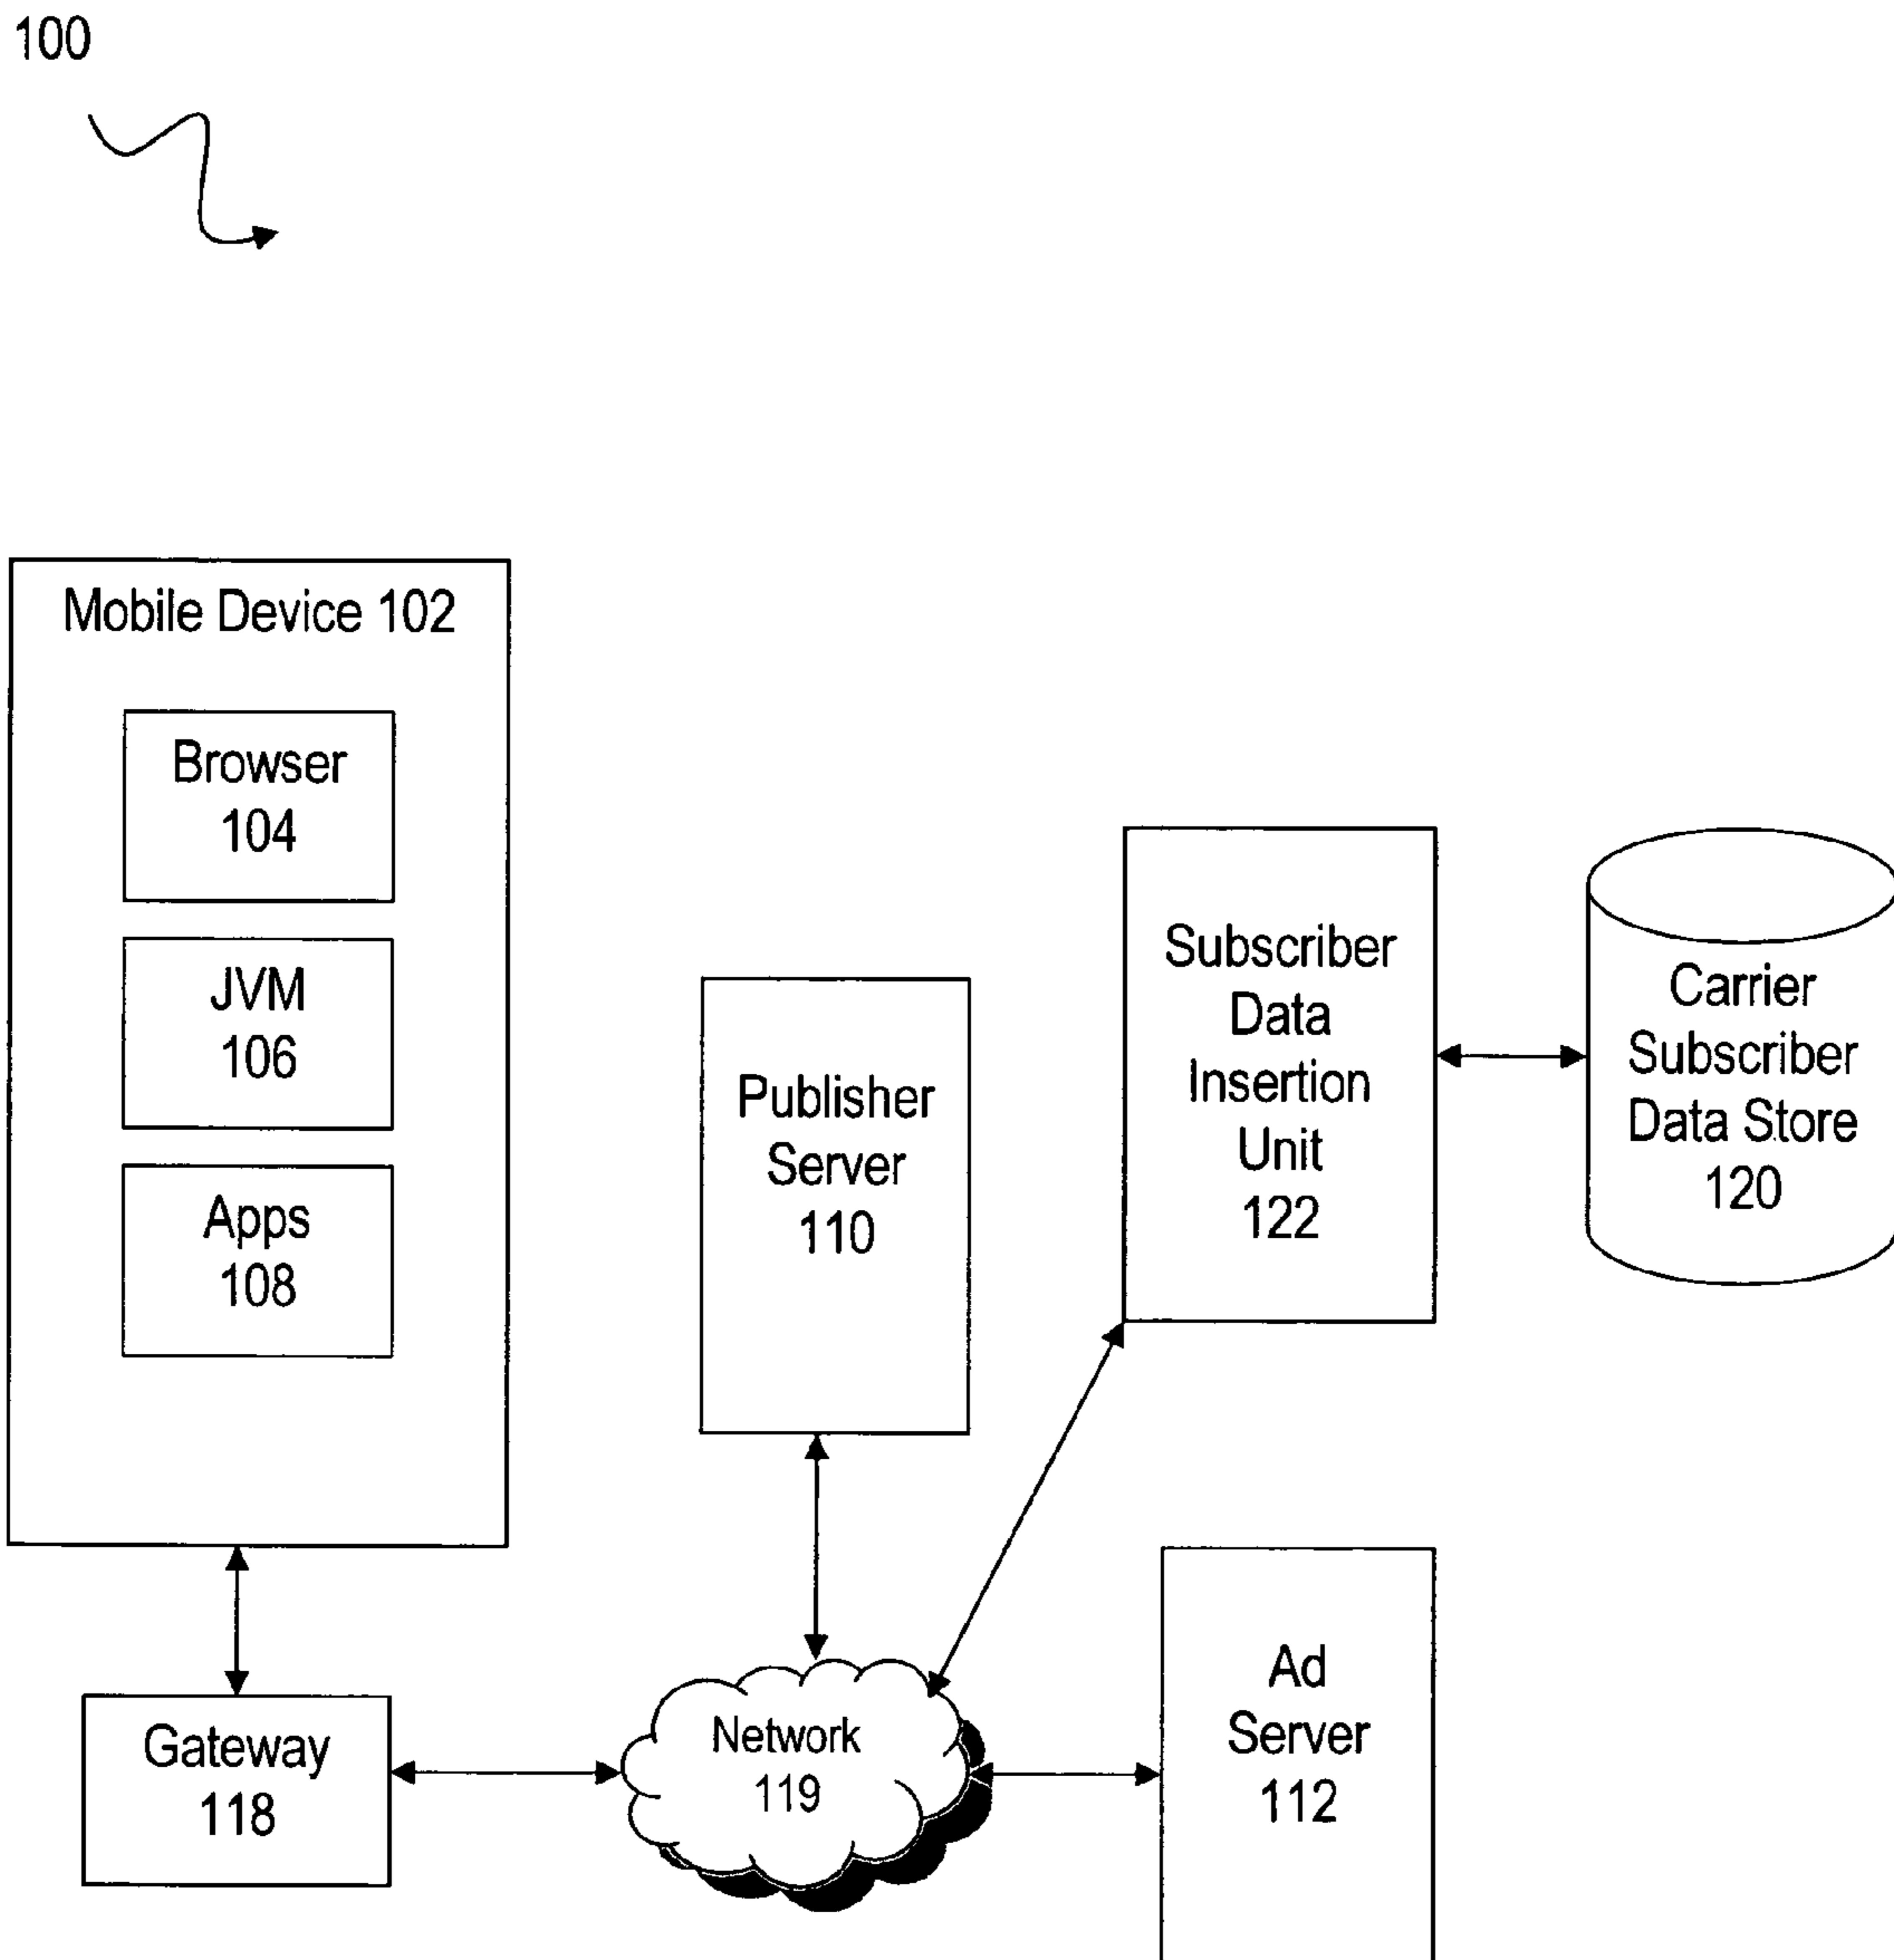 100
Mobile Device 102
Browser
104
JVM
106
Apps
108
Publisher
Server
110
Subscriber
Data
Insertion
Unit
122
Carrier
Subscriber
Data Store
120
Gateway
118
Network
119
Ad
Server
112